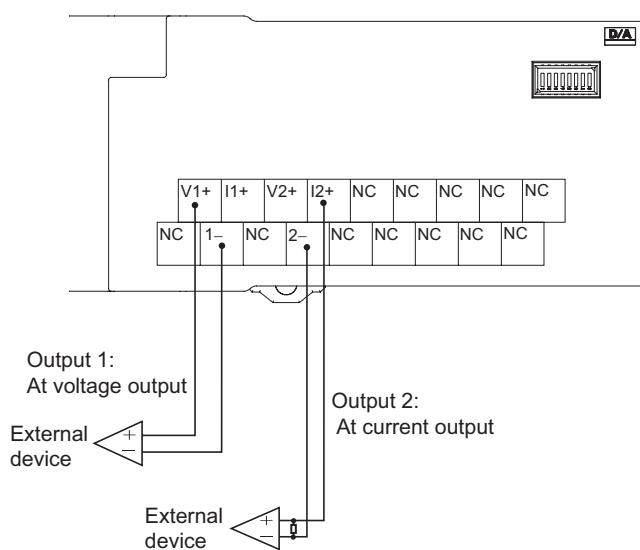 D/A
V1+ I1+ V2+ I2+ NC NC NC NC NC
NC 1– NC 2– NC NC NC NC NC
Output 1:
At voltage output
External
device
+
–
Output 2:
At current output
External
device
+
–